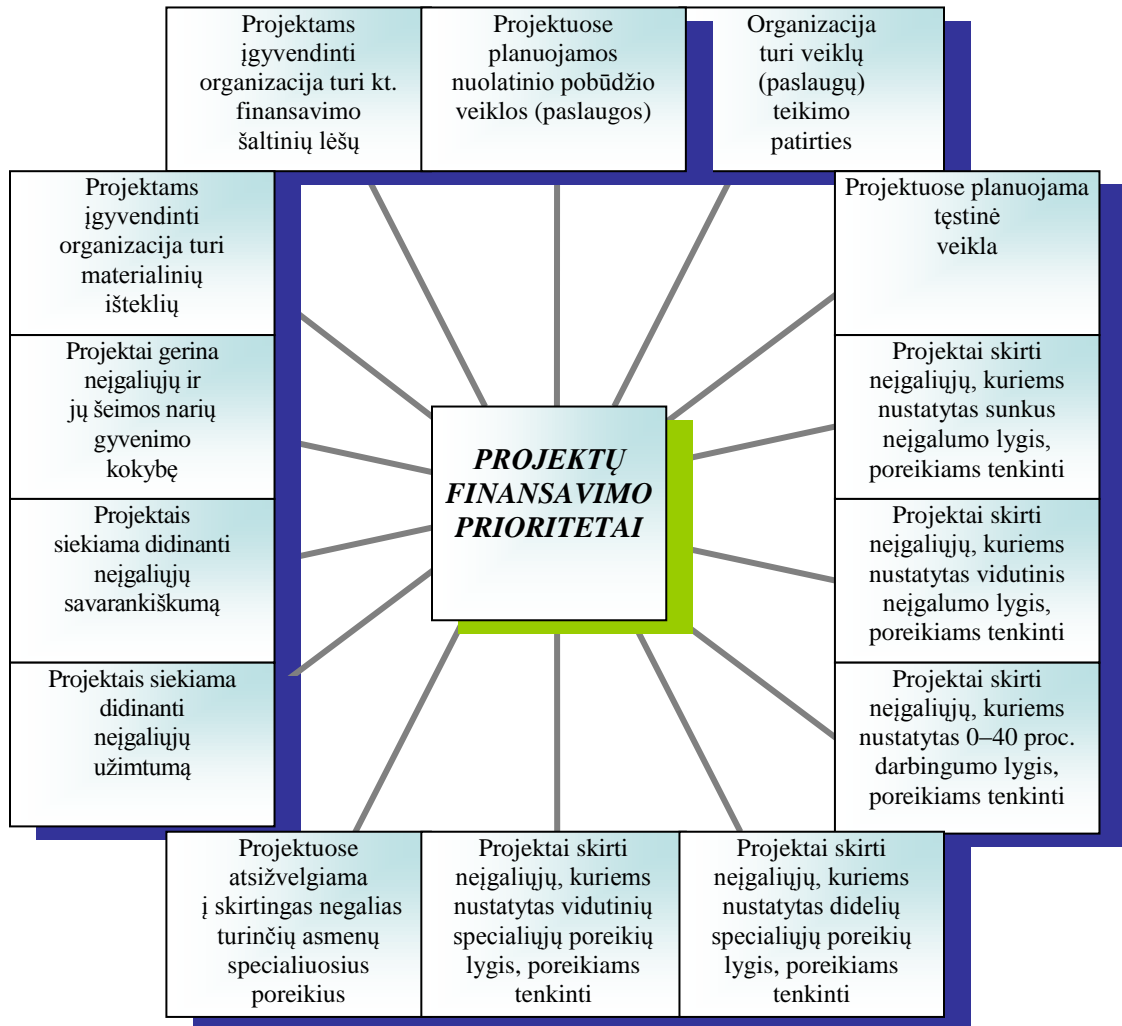 Projektams
įgyvendinti
organizacija turi kt.
finansavimo
šaltinių lėšų
Projektuose
planuojamos
nuolatinio pobūdžio
veiklos (paslaugos)
Organizacija
turi veiklų
(paslaugų)
teikimo
patirties
Projektams
įgyvendinti
organizacija turi
materialinių
išteklių
Projektuose planuojama
tęstinė
veikla
Projektai gerina
neįgaliųjų ir
jų šeimos narių
gyvenimo
kokybę
Projektai skirti
neįgaliųjų, kuriems
nustatytas sunkus
neįgalumo lygis,
poreikiams tenkinti
PROJEKTŲ
FINANSAVIMO
PRIORITETAI
Projektais
siekiama didinanti
neįgaliųjų
savarankiškumą
Projektai skirti
neįgaliųjų, kuriems
nustatytas vidutinis
neįgalumo lygis,
poreikiams tenkinti
Projektais siekiama
didinanti
neįgaliųjų
užimtumą
Projektai skirti
neįgaliųjų, kuriems
nustatytas 0–40 proc.
darbingumo lygis,
poreikiams tenkinti
Projektuose
atsižvelgiama
į skirtingas negalias
turinčių asmenų
specialiuosius
poreikius
Projektai skirti
neįgaliųjų, kuriems
nustatytas vidutinių
specialiųjų poreikių
lygis, poreikiams
tenkinti
Projektai skirti
neįgaliųjų, kuriems
nustatytas didelių
specialiųjų poreikių
lygis, poreikiams
tenkinti